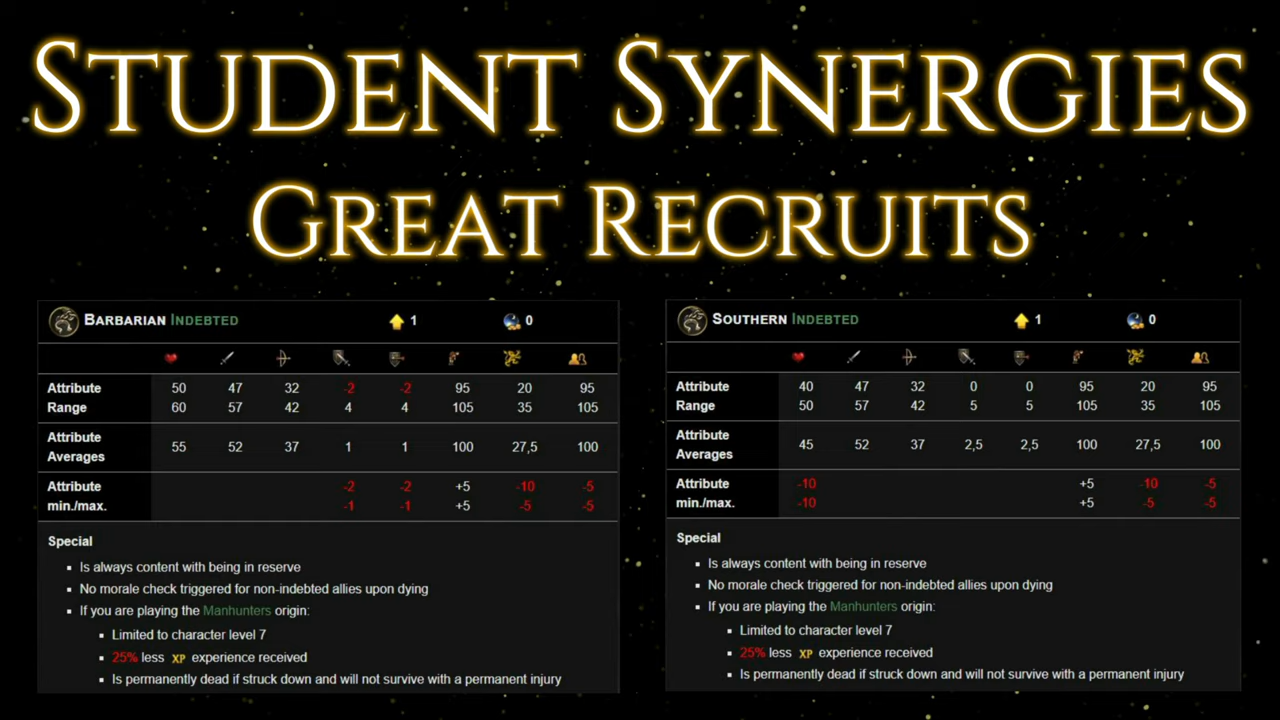 STUDENT SYNERGIES
GREAT RECRUITS
BARBARIAN INDEBTED 1 0
Attribute 50 47 32 -2 -2 95 20 95
Range 60 57 42 4 4 105 35 105
Attribute
Averages 55 52 37 1 1 100 27,5 100
Attribute -2 -2 +5 -10 -5
min./max. -1 -1 +5 -5 -5
Special
Is always content with being in reserve
No morale check triggered for non-indebted allies upon dying
If you are playing the Manhunters origin:
Limited to character level 7
25% less XP experience received
Is permanently dead if struck down and will not survive with a permanent injury
SOUTHERN INDEBTED 1 0
Attribute 40 47 32 0 0 95 20 95
Range 50 57 42 5 5 105 35 105
Attribute
Averages 45 52 37 2,5 2,5 100 27,5 100
Attribute -10 +5 -10 -5
min./max. -10 +5 -5 -5
Special
Is always content with being in reserve
No morale check triggered for non-indebted allies upon dying
If you are playing the Manhunters origin:
Limited to character level 7
25% less XP experience received
Is permanently dead if struck down and will not survive with a permanent injury